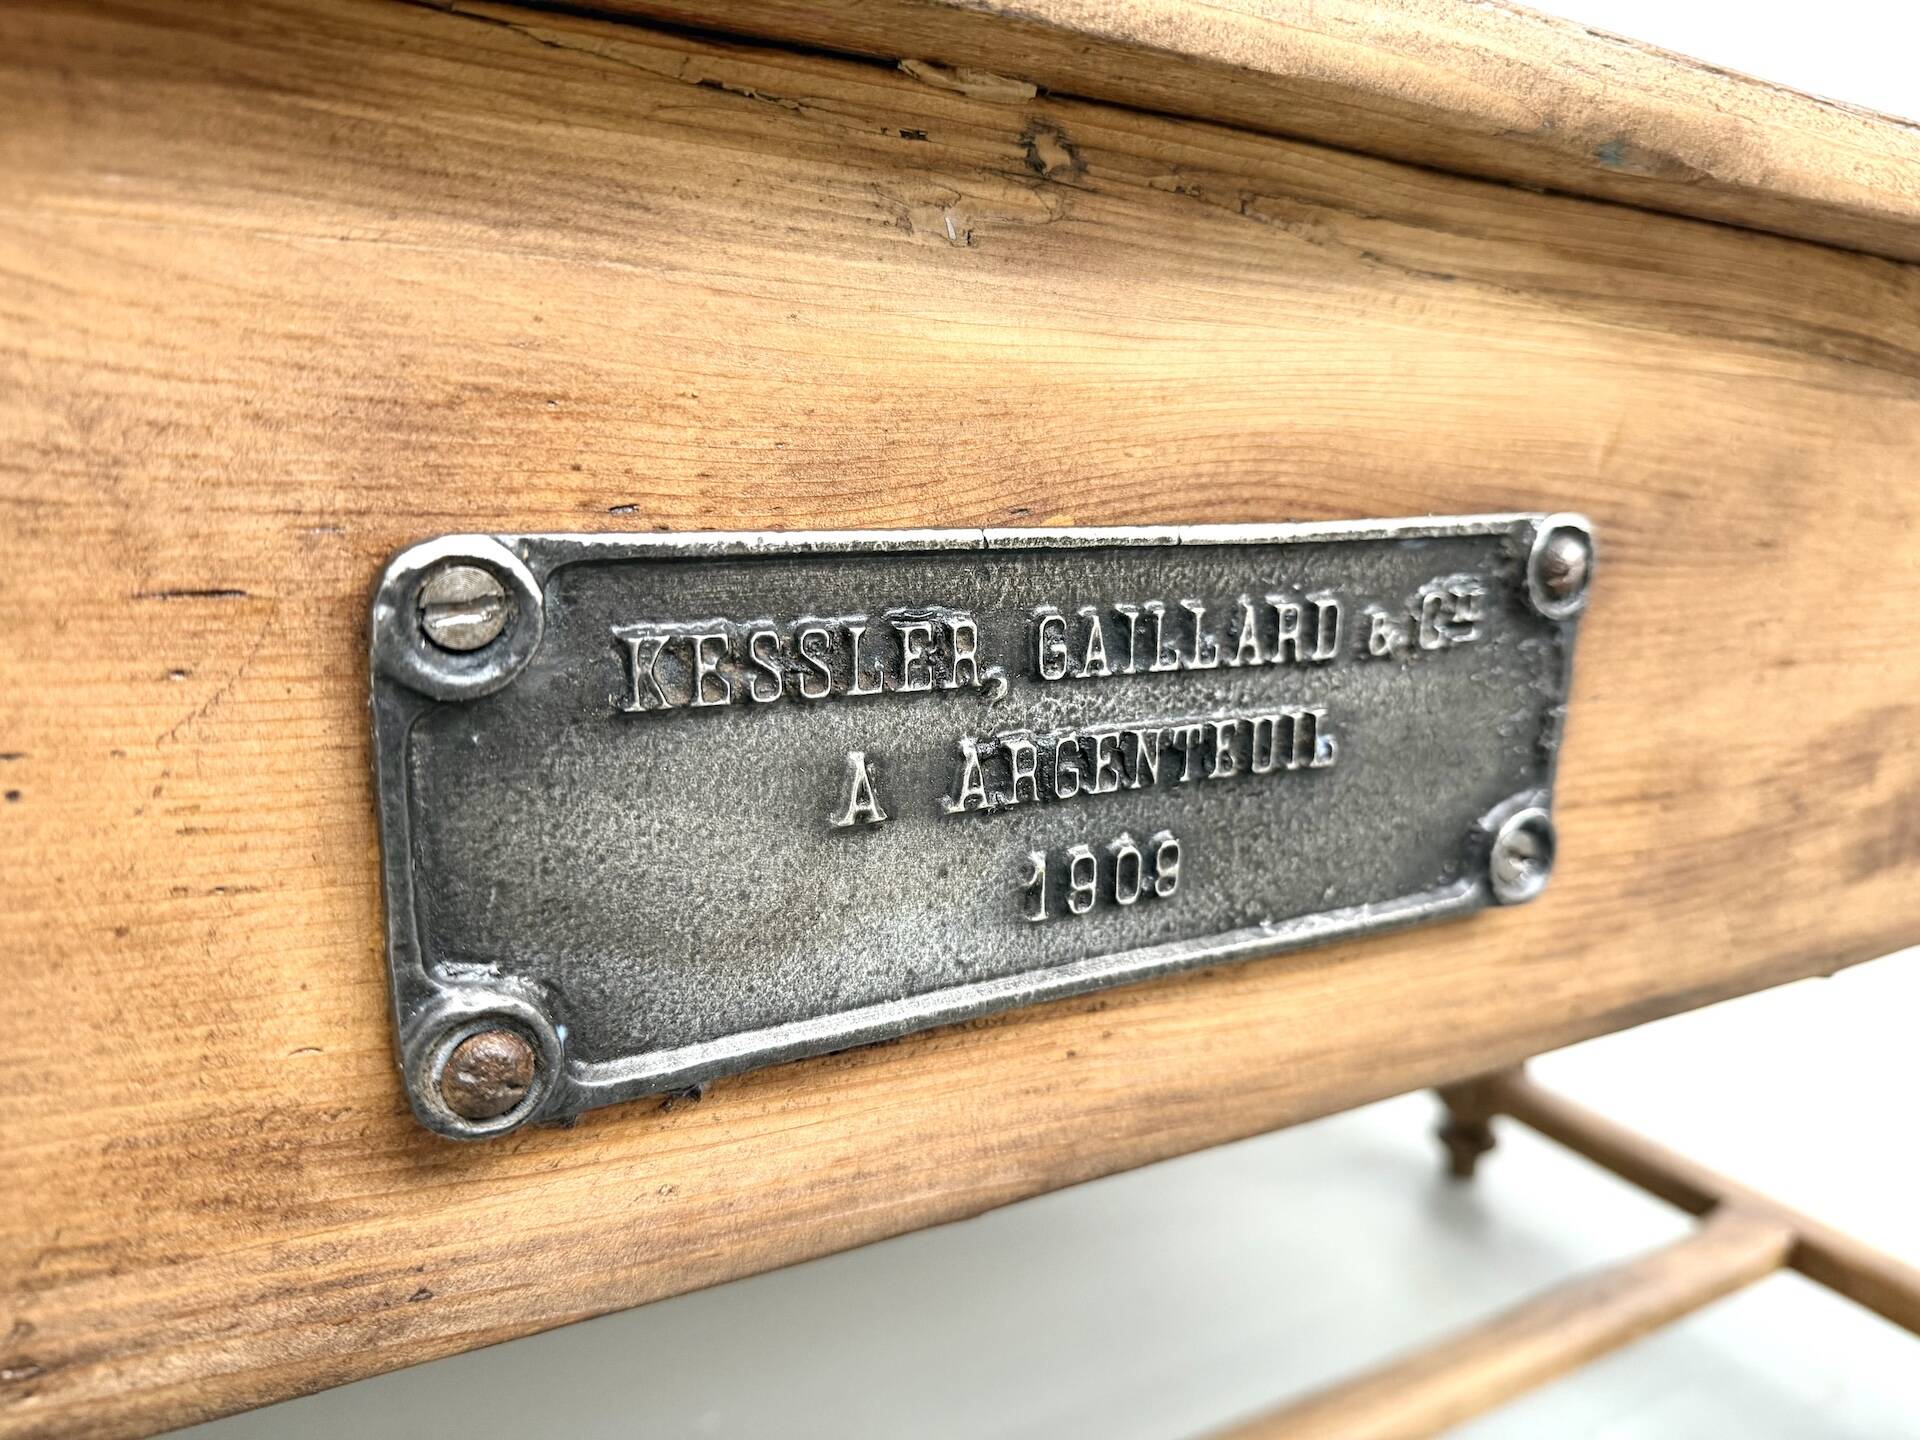 KESSLER, GAILLARD & Cie
A ARGENTEUIL
1909